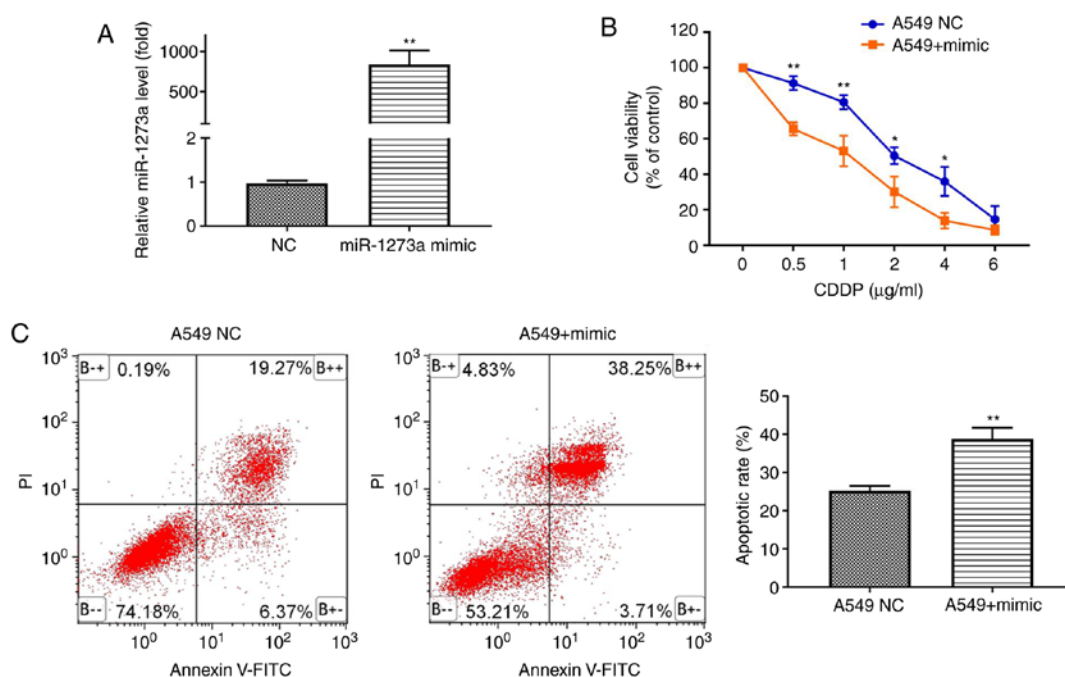 A
Relative miR-1273a level (fold)
1000
500
2
1
0
**
NC
miR-1273a mimic
B
A549 NC
A549+mimic
Cell viability
(% of control)
120
100
80
60
40
20
0
**
**
*
*
0
0.5
1
2
4
6
CDDP (μg/ml)
C
A549 NC
PI
10³
10²
10¹
10⁰
B-+
0.19%
19.27%
B++
B--
74.18%
6.37%
B+-
10⁰
10¹
10²
10³
Annexin V-FITC
A549+mimic
PI
10³
10²
10¹
10⁰
B-+
4.83%
38.25%
B++
B--
53.21%
3.71%
B+-
10⁰
10¹
10²
10³
Annexin V-FITC
Apoptotic rate (%)
50
40
30
20
10
0
**
A549 NC
A549+mimic